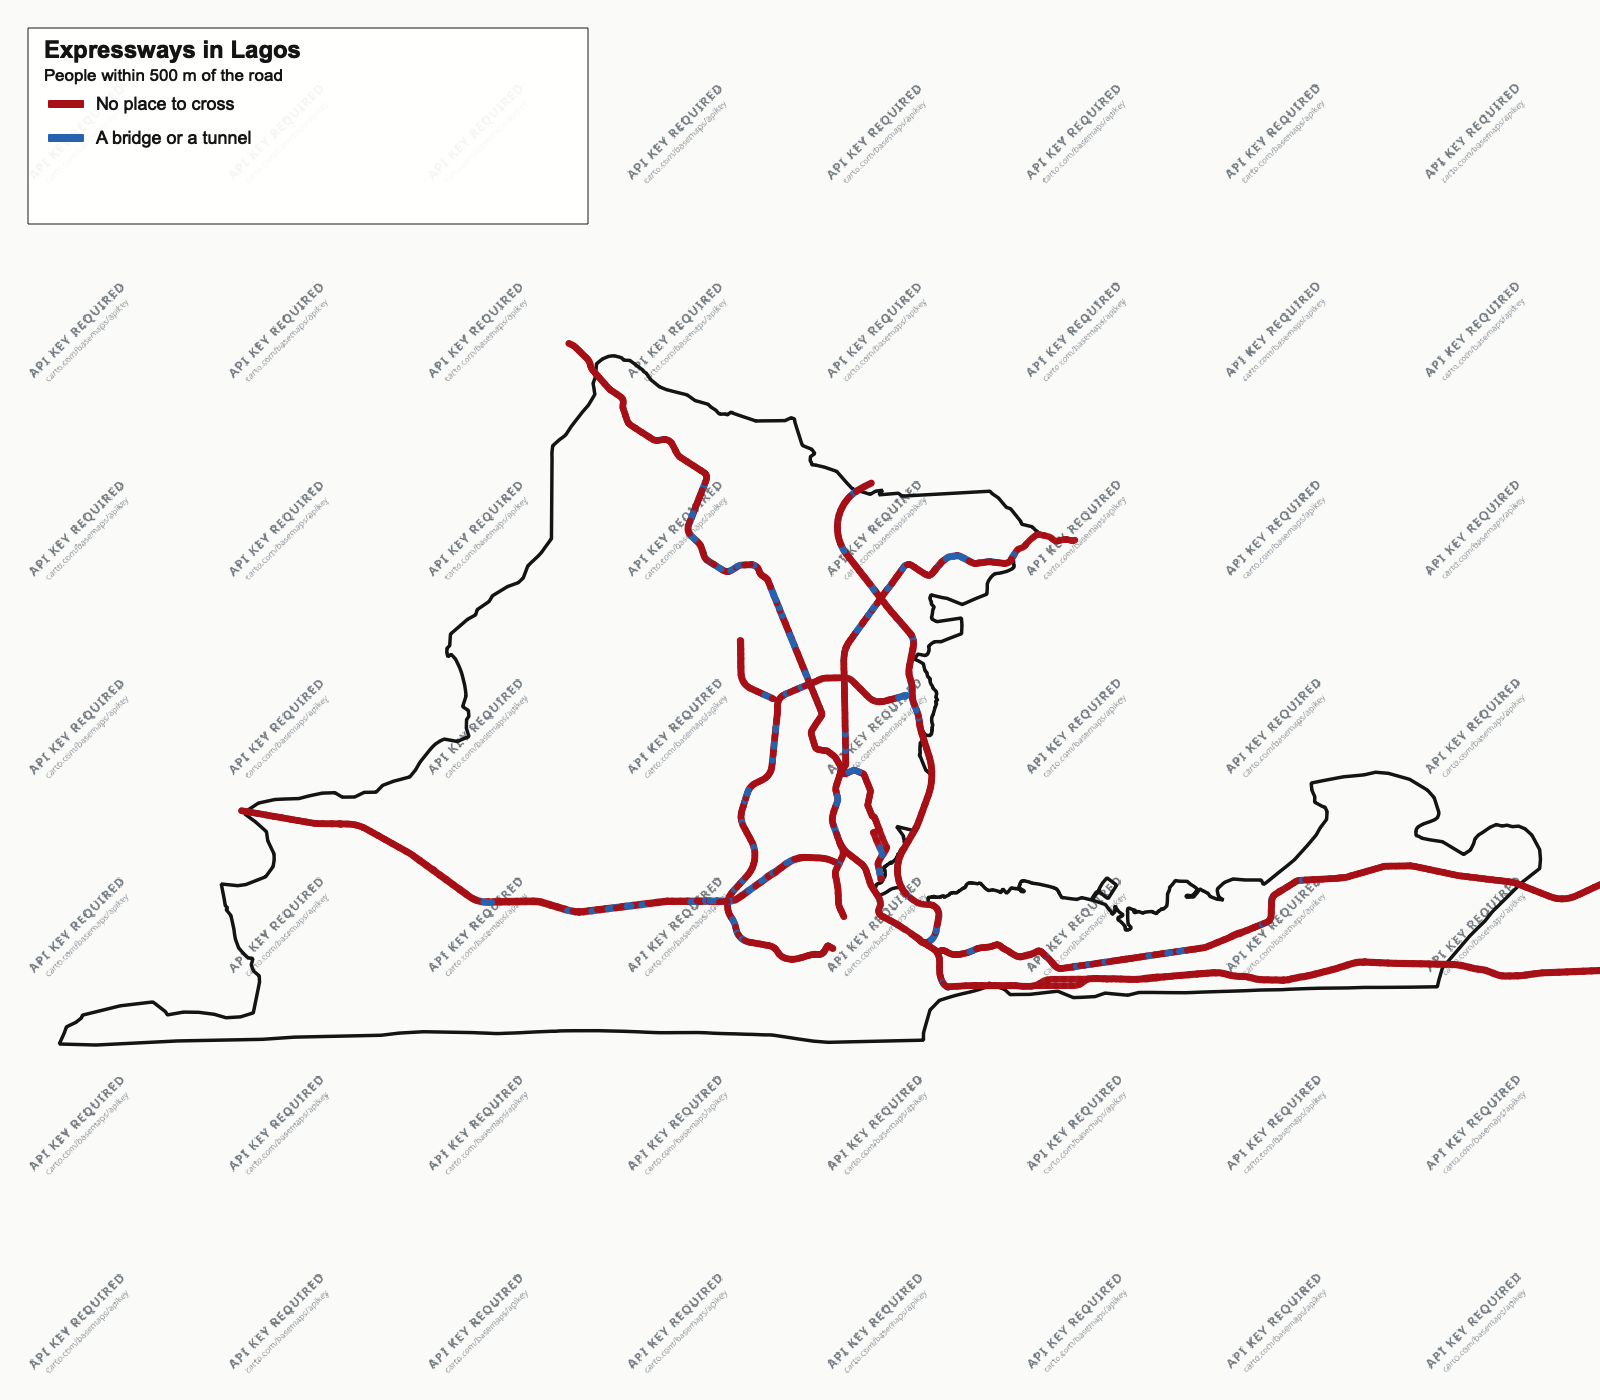 Expressways in Lagos
People within 500 m of the road
No place to cross
A bridge or a tunnel
API KEY REQUIRED
carto.com/basemaps/apikey